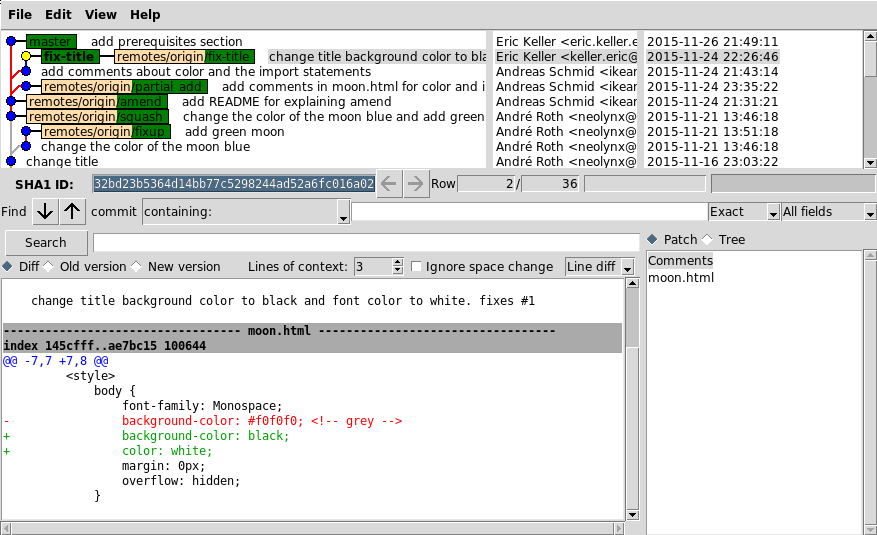 File Edit View Help
master add prerequisites section Eric Keller <eric.keller.e 2015-11-26 21:49:11
fix-title remotes/origin/fix-title change title background color to bla Eric Keller <keller.eric@ 2015-11-24 22:26:46
add comments about color and the import statements Andreas Schmid <ikear 2015-11-24 21:43:14
remotes/origin/partial_add add comments in moon.html for color and i Andreas Schmid <ikear 2015-11-24 23:35:22
remotes/origin/amend add README for explaining amend Andreas Schmid <ikear 2015-11-24 21:31:21
remotes/origin/squash change the color of the moon blue and add green André Roth <neolynx@ 2015-11-21 13:46:18
remotes/origin/fixup add green moon André Roth <neolynx@ 2015-11-21 13:51:18
change the color of the moon blue André Roth <neolynx@ 2015-11-21 13:46:18
change title André Roth <neolynx@ 2015-11-16 23:03:22
SHA1 ID: 32bd23b5364d14bb77c5298244ad52a6fc016a02 Row 2 / 36
Find commit containing: Exact All fields
Search
Diff Old version New version Lines of context: 3 Ignore space change Line diff
Patch Tree
Comments
moon.html
change title background color to black and font color to white. fixes #1
---------------------------------- moon.html ----------------------------------
index 145cfff..ae7bc15 100644
@@ -7,7 +7,8 @@
<style>
body {
font-family: Monospace;
- background-color: #f0f0f0; <!-- grey -->
+ background-color: black;
+ color: white;
margin: 0px;
overflow: hidden;
}